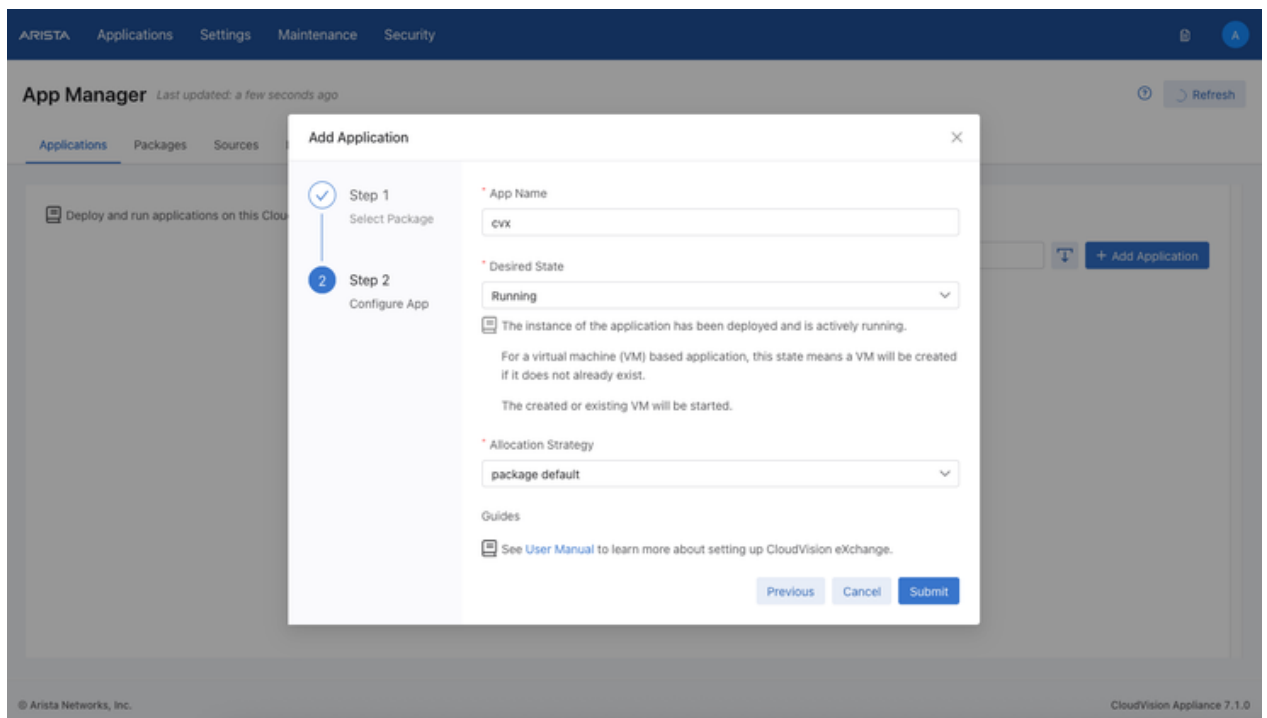 ARISTA Applications Settings Maintenance Security A
App Manager Last updated: a few seconds ago Refresh
Applications Packages Sources
Deploy and run applications on this Clou
+ Add Application
Add Application
Step 1
Select Package
2 Step 2
Configure App
* App Name
cvx
* Desired State
Running
The instance of the application has been deployed and is actively running.
For a virtual machine (VM) based application, this state means a VM will be created
if it does not already exist.
The created or existing VM will be started.
* Allocation Strategy
package default
Guides
See User Manual to learn more about setting up CloudVision eXchange.
Previous Cancel Submit
© Arista Networks, Inc. CloudVision Appliance 7.1.0